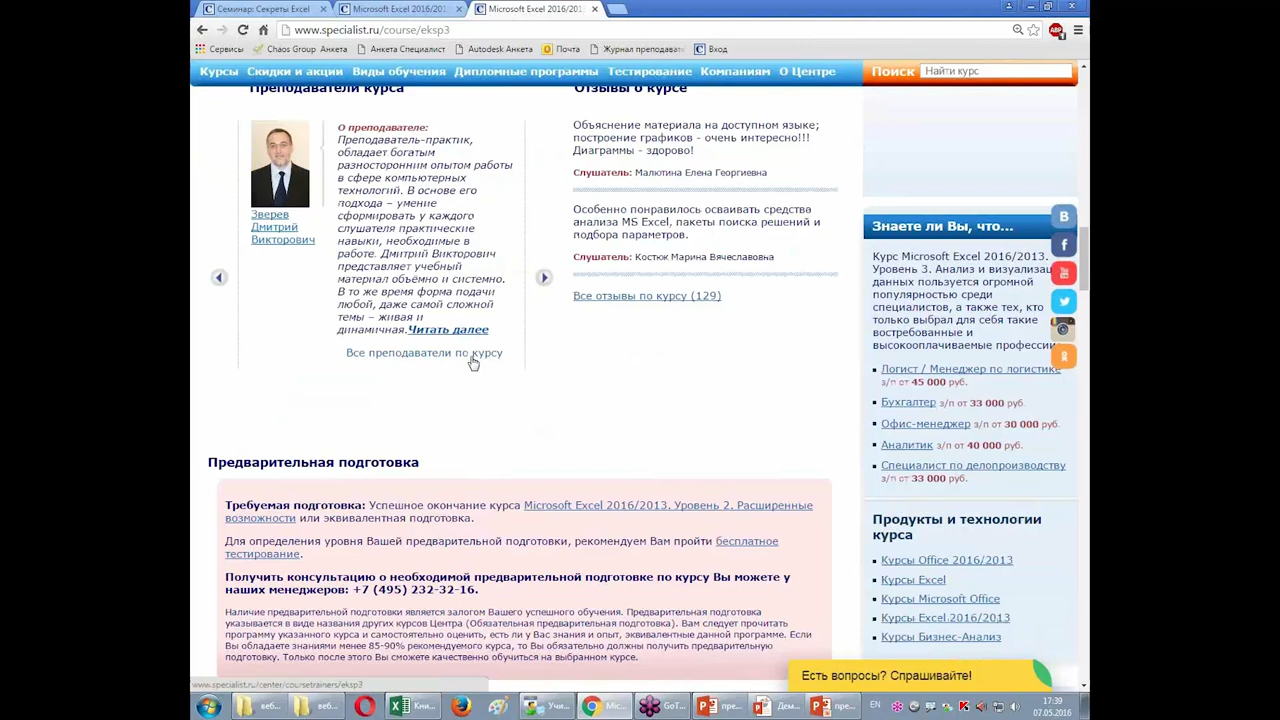 Семинар: Секреты Excel
Microsoft Excel 2016/201
Microsoft Excel 2016/201
www.specialist.ru/course/eksp3
Сервисы
Chaos Group Анкета
Анкета Специалист
Autodesk Анкета
Почта
Журнал преподават
Вход
Курсы
Скидки и акции
Виды обучения
Дипломные программы
Тестирование
Компаниям
О Центре
Поиск
Найти курс
Преподаватели курса
Зверев
Дмитрий
Викторович
О преподавателе:
Преподаватель-практик,
обладает богатым
разносторонним опытом работы
в сфере компьютерных
технологий. В основе его
подхода – умение
сформировать у каждого
слушателя практические
навыки, необходимые в
работе. Дмитрий Викторович
представляет учебный
материал объёмно и системно.
В то же время форма подачи
любой, даже самой сложной
темы – живая и
динамичная.Читать далее
Все преподаватели по курсу
Отзывы о курсе
Объяснение материала на доступном языке;
построение графиков - очень интересно!!!
Диаграммы - здорово!
Слушатель: Малютина Елена Георгиевна
Особенно понравилось осваивать средства
анализа MS Excel, пакеты поиска решений и
подбора параметров.
Слушатель: Костюк Марина Вячеславовна
Все отзывы по курсу (129)
Знаете ли Вы, что...
Курс Microsoft Excel 2016/2013.
Уровень 3. Анализ и визуализац
данных пользуется огромной
популярностью среди
специалистов, а также тех, кто
только выбрал для себя такие
востребованные и
высокооплачиваемые профессии
Логист / Менеджер по логистике
з/п от 45 000 руб.
Бухгалтер з/п от 33 000 руб.
Офис-менеджер з/п от 30 000 руб.
Аналитик з/п от 40 000 руб.
Специалист по делопроизводству
з/п от 33 000 руб.
Продукты и технологии
курса
Курсы Office 2016/2013
Курсы Excel
Курсы Microsoft Office
Курсы Excel 2016/2013
Курсы Бизнес-Анализ
Предварительная подготовка
Требуемая подготовка: Успешное окончание курса Microsoft Excel 2016/2013. Уровень 2. Расширенные
возможности или эквивалентная подготовка.
Для определения уровня Вашей предварительной подготовки, рекомендуем Вам пройти бесплатное
тестирование.
Получить консультацию о необходимой предварительной подготовке по курсу Вы можете у
наших менеджеров: +7 (495) 232-32-16.
Наличие предварительной подготовки является залогом Вашего успешного обучения. Предварительная подготовка
указывается в виде названия других курсов Центра (Обязательная предварительная подготовка). Вам следует прочитать
программу указанного курса и самостоятельно оценить, есть ли у Вас знания и опыт, эквивалентные данной программе. Если
Вы обладаете знаниями менее 85-90% рекомендуемого курса, то Вы обязательно должны получить предварительную
подготовку. Только после этого Вы сможете качественно обучиться на выбранном курсе.
Есть вопросы? Спрашивайте!
www.specialist.ru/center/coursetrainers/eksp3
веб...
веб...
Кни...
Учи...
Mic...
GoT...
пре...
Дем...
пре...
EN
17:39
07.05.2016